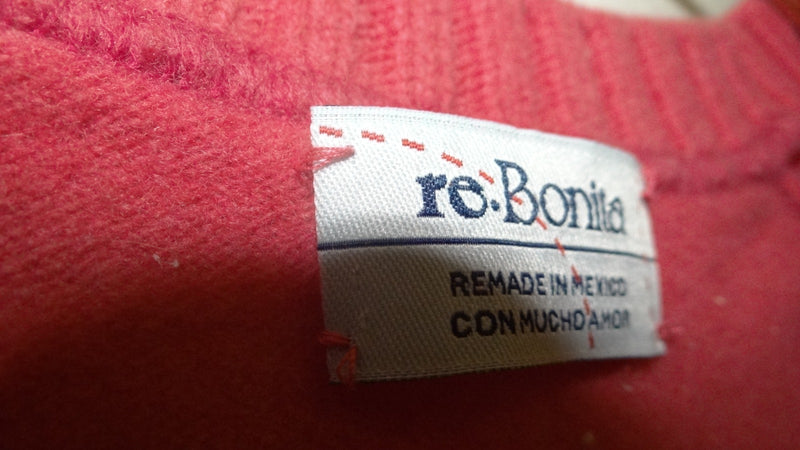 re·Bonita
REMADE IN MEXICO
CON MUCHO AMOR